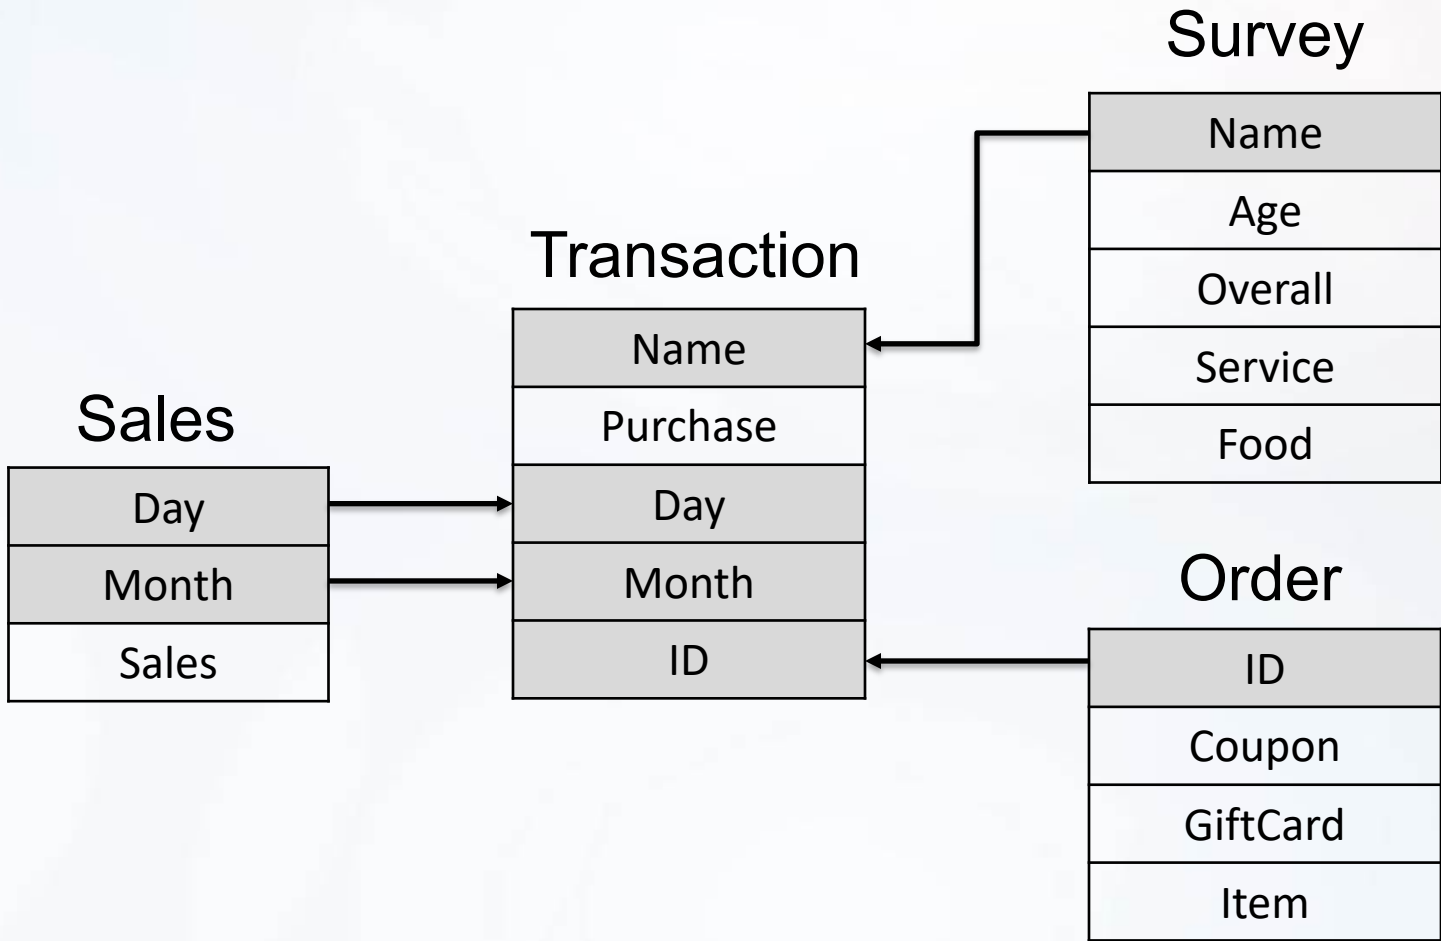 Survey
Name
Age
Overall
Service
Food
Transaction
Name
Purchase
Day
Month
ID
Sales
Day
Month
Sales
Order
ID
Coupon
GiftCard
Item